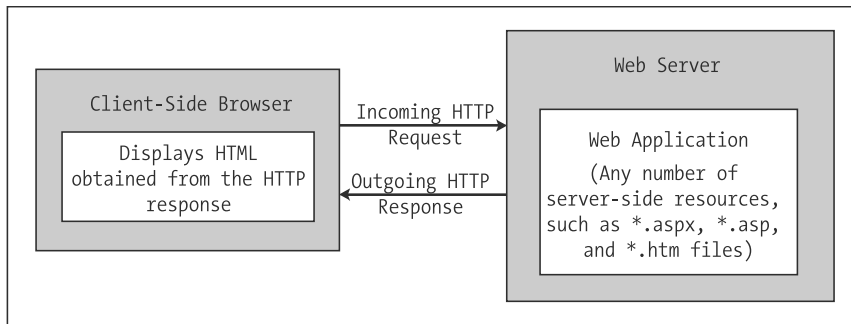 Client-Side Browser
Displays HTML
obtained from the HTTP
response
Incoming HTTP
Request
Outgoing HTTP
Response
Web Server
Web Application
(Any number of
server-side resources,
such as *.aspx, *.asp,
and *.htm files)